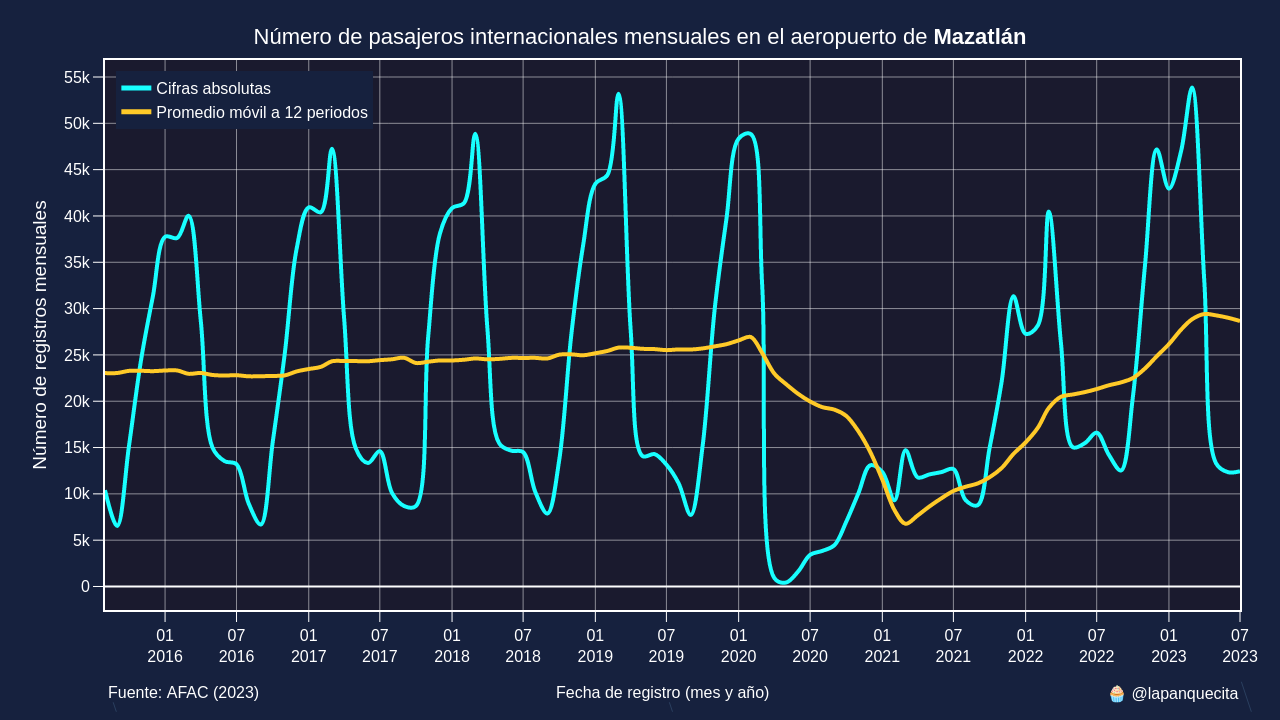 Número de pasajeros internacionales mensuales en el aeropuerto de Mazatlán
Cifras absolutas
Promedio móvil a 12 periodos
Número de registros mensuales
55k
50k
45k
40k
35k
30k
25k
20k
15k
10k
5k
0
01 07 01 07 01 07 01 07 01 07 01 07 01 07 01 07
2016 2016 2017 2017 2018 2018 2019 2019 2020 2020 2021 2021 2022 2022 2023 2023
Fuente: AFAC (2023) Fecha de registro (mes y año) 🧁 @lapanquecita